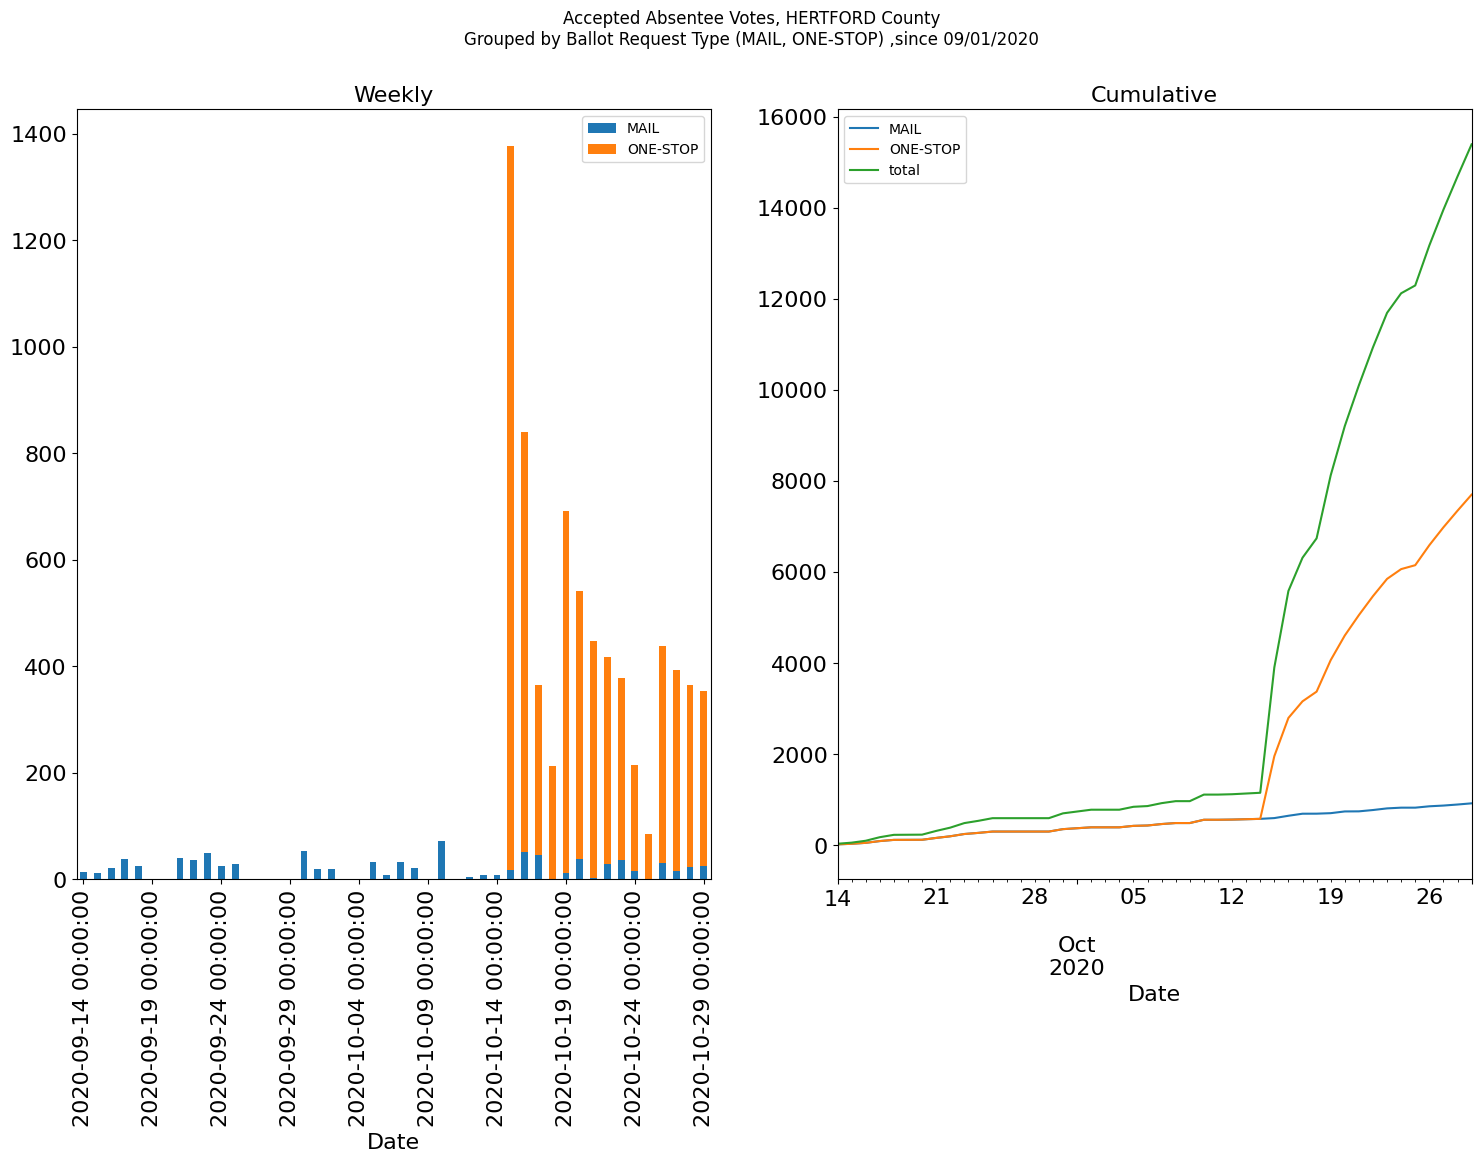 Accepted Absentee Votes, HERTFORD County
Grouped by Ballot Request Type (MAIL, ONE-STOP) ,since 09/01/2020
Weekly
1400
1200
1000
800
600
400
200
0
MAIL
ONE-STOP
2020-09-14 00:00:00
2020-09-19 00:00:00
2020-09-24 00:00:00
2020-09-29 00:00:00
2020-10-04 00:00:00
2020-10-09 00:00:00
2020-10-14 00:00:00
2020-10-19 00:00:00
2020-10-24 00:00:00
2020-10-29 00:00:00
Date
Cumulative
16000
14000
12000
10000
8000
6000
4000
2000
0
MAIL
ONE-STOP
total
14 21 28 05 12 19 26
Oct
2020
Date